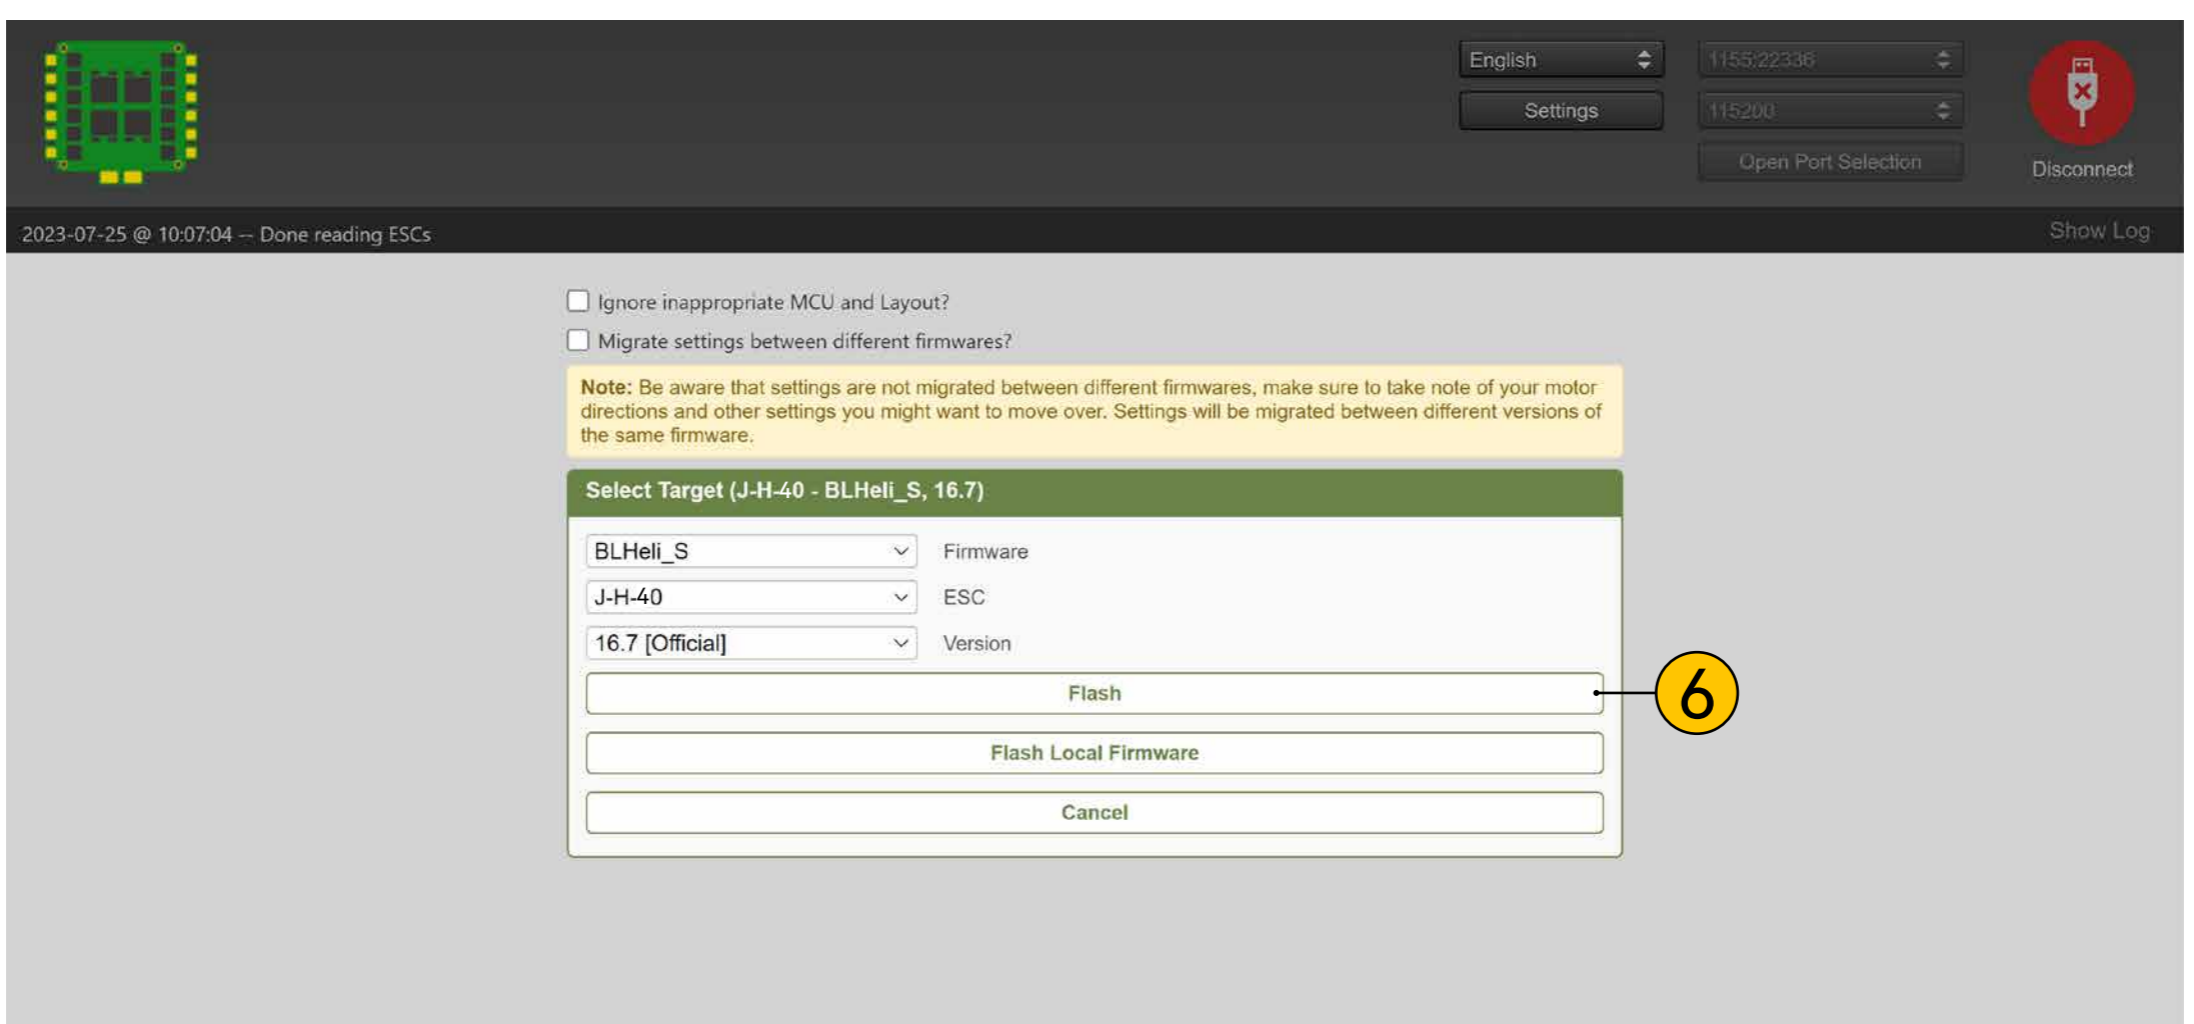 English
1155:22336
Settings
115200
Open Port Selection
Disconnect
2023-07-25 @ 10:07:04 -- Done reading ESCs
Show Log
Ignore inappropriate MCU and Layout?
Migrate settings between different firmwares?
Note: Be aware that settings are not migrated between different firmwares, make sure to take note of your motor
directions and other settings you might want to move over. Settings will be migrated between different versions of
the same firmware.
Select Target (J-H-40 - BLHeli_S, 16.7)
BLHeli_S Firmware
J-H-40 ESC
16.7 [Official] Version
Flash
6
Flash Local Firmware
Cancel